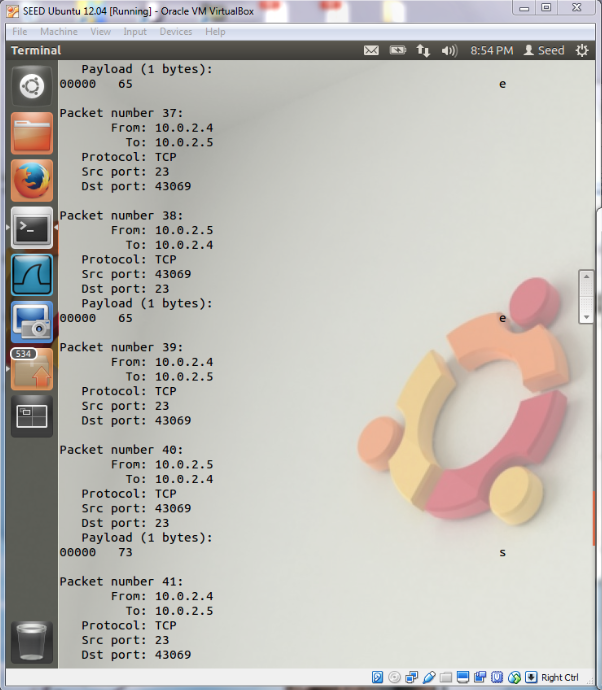 SEED Ubuntu 12.04 [Running] - Oracle VM VirtualBox
File Machine View Input Devices Help
Terminal 8:54 PM Seed
Payload (1 bytes):
00000 65 e
Packet number 37:
From: 10.0.2.4
To: 10.0.2.5
Protocol: TCP
Src port: 23
Dst port: 43069
Packet number 38:
From: 10.0.2.5
To: 10.0.2.4
Protocol: TCP
Src port: 43069
Dst port: 23
Payload (1 bytes):
00000 65 e
Packet number 39:
From: 10.0.2.4
To: 10.0.2.5
Protocol: TCP
Src port: 23
Dst port: 43069
Packet number 40:
From: 10.0.2.5
To: 10.0.2.4
Protocol: TCP
Src port: 43069
Dst port: 23
Payload (1 bytes):
00000 73 s
Packet number 41:
From: 10.0.2.4
To: 10.0.2.5
Protocol: TCP
Src port: 23
Dst port: 43069
534
Right Ctrl